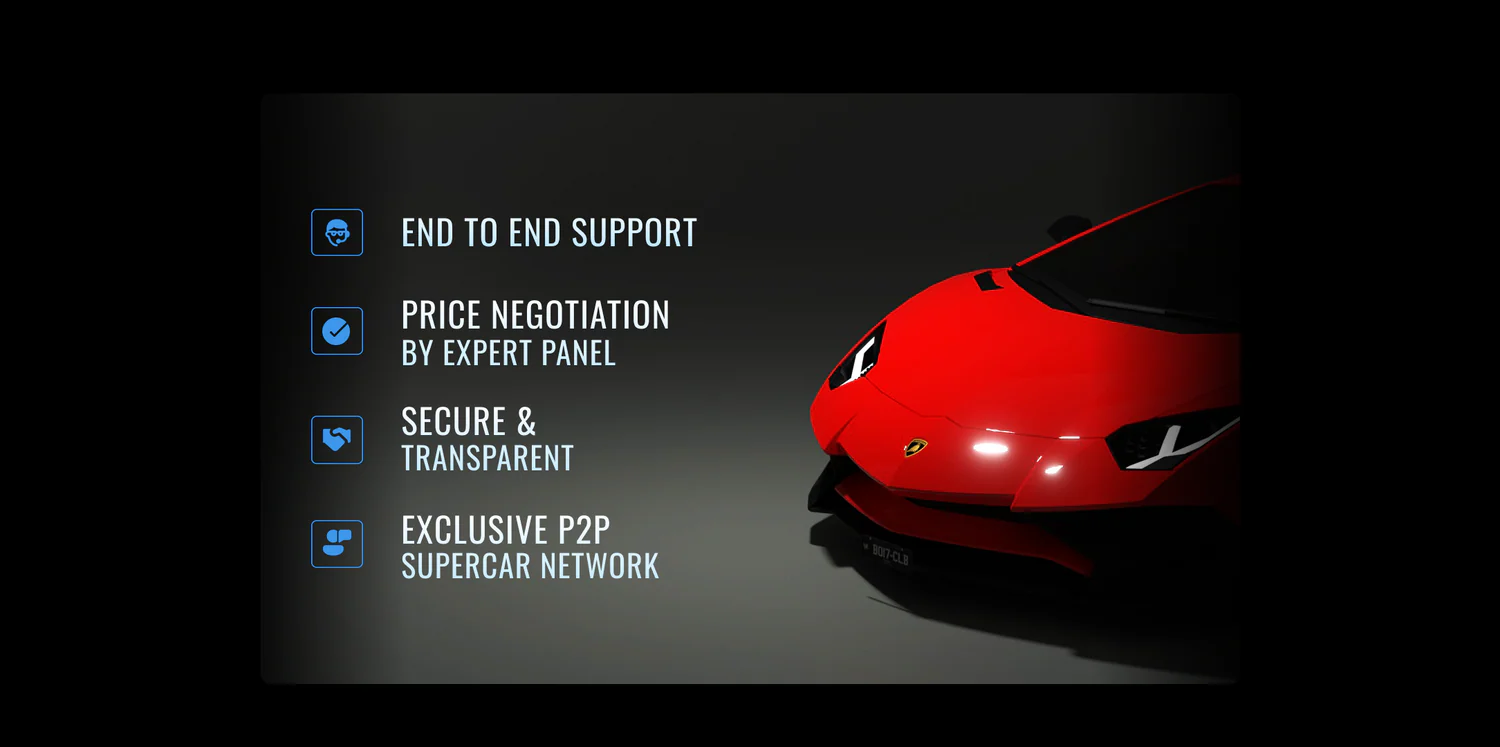 END TO END SUPPORT
PRICE NEGOTIATION
BY EXPERT PANEL
SECURE &
TRANSPARENT
EXCLUSIVE P2P
SUPERCAR NETWORK